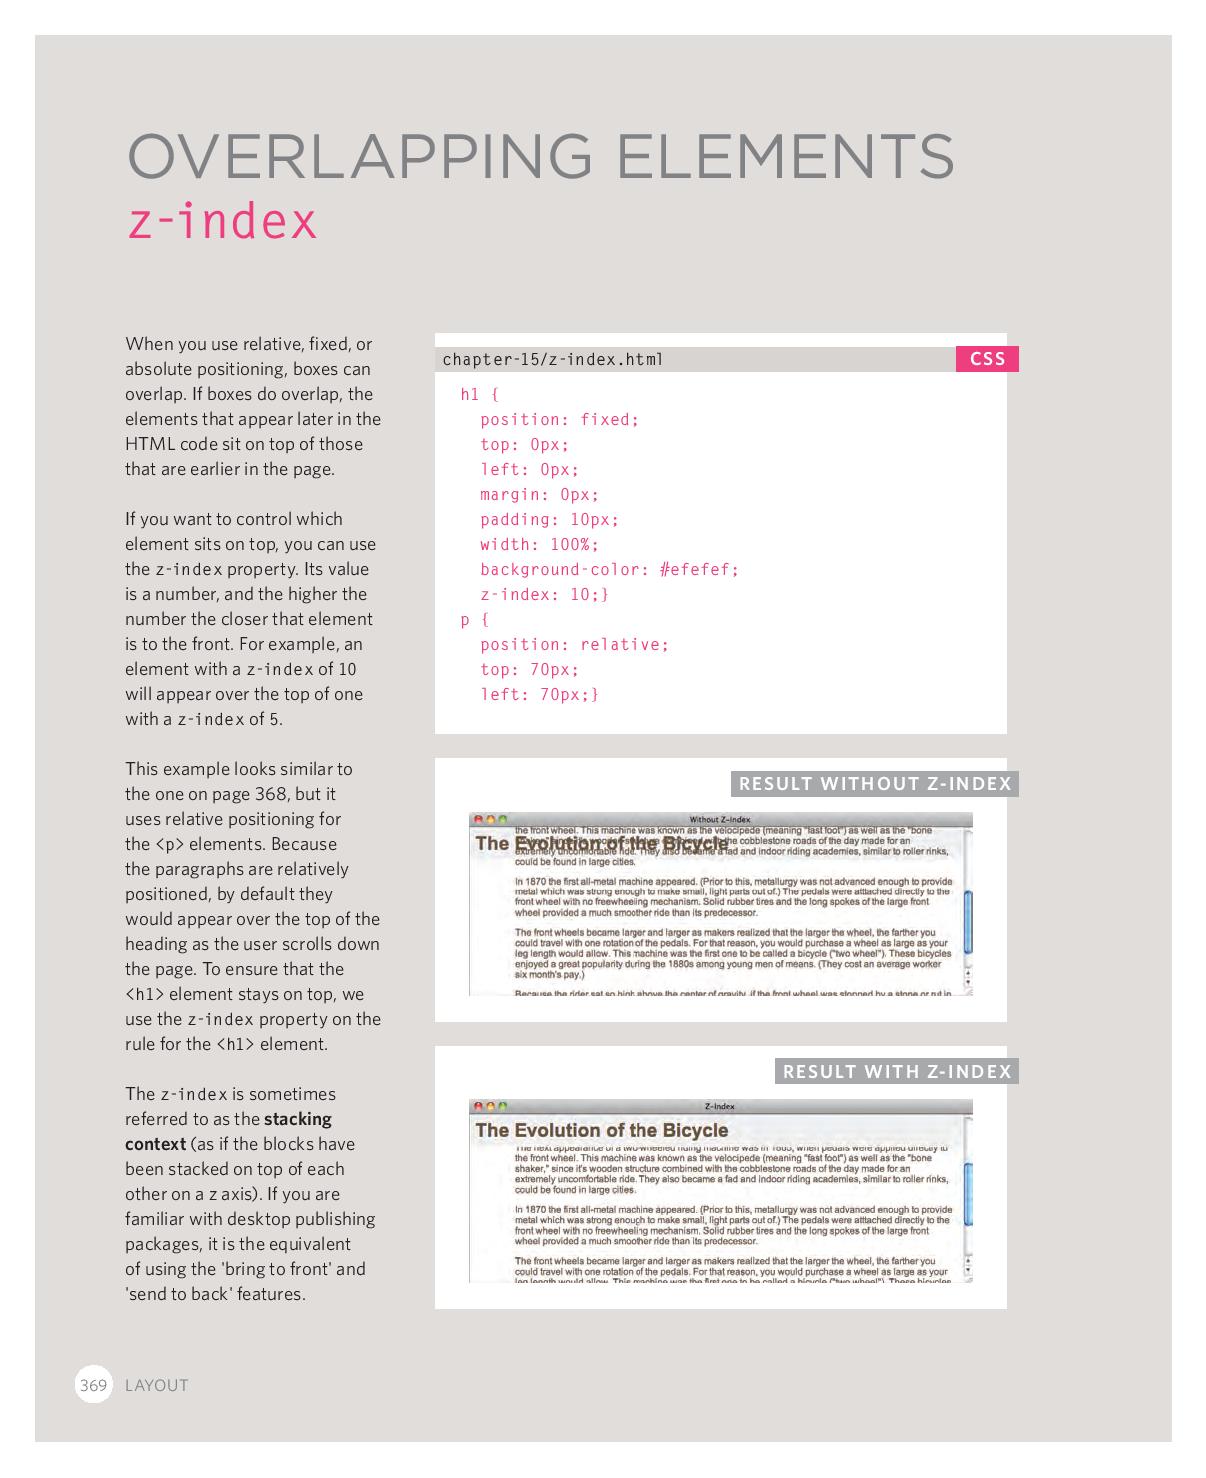 OVERLAPPING ELEMENTS
z-index
When you use relative, fixed, or
absolute positioning, boxes can
overlap. If boxes do overlap, the
elements that appear later in the
HTML code sit on top of those
that are earlier in the page.
If you want to control which
element sits on top, you can use
the z-index property. Its value
is a number, and the higher the
number the closer that element
is to the front. For example, an
element with a z-index of 10
will appear over the top of one
with a z-index of 5.
This example looks similar to
the one on page 368, but it
uses relative positioning for
the <p> elements. Because
the paragraphs are relatively
positioned, by default they
would appear over the top of the
heading as the user scrolls down
the page. To ensure that the
<h1> element stays on top, we
use the z-index property on the
rule for the <h1> element.
The z-index is sometimes
referred to as the stacking
context (as if the blocks have
been stacked on top of each
other on a z axis). If you are
familiar with desktop publishing
packages, it is the equivalent
of using the 'bring to front' and
'send to back' features.
chapter-15/z-index.html
CSS
h1 {
position: fixed;
top: 0px;
left: 0px;
margin: 0px;
padding: 10px;
width: 100%;
background-color: #efefef;
z-index: 10;}
p {
position: relative;
top: 70px;
left: 70px;}
RESULT WITHOUT Z-INDEX
Without Z-Index
the front wheel. This machine was known as the velocipede (meaning "fast foot") as well as the "bone
The Evolution of the Bicycle
the cobblestone roads of the day made for an
extremely uncomfortable ride. They also became a fad and indoor riding academies, similar to roller rinks,
could be found in large cities.
In 1870 the first all-metal machine appeared. (Prior to this, metallurgy was not advanced enough to provide
metal which was strong enough to make small, light parts out of.) The pedals were attached directly to the
front wheel with no freewheeling mechanism. Solid rubber tires and the long spokes of the large front
wheel provided a much smoother ride than its predecessor.
The front wheels became larger and larger as makers realized that the larger the wheel, the farther you
could travel with one rotation of the pedals. For that reason, you would purchase a wheel as large as your
leg length would allow. This machine was the first one to be called a bicycle ("two wheel"). These bicycles
enjoyed a great popularity during the 1880s among young men of means. (They cost an average worker
six month's pay.)
Because the rider sat so high above the center of gravity, if the front wheel was stopped by a stone or rut in
RESULT WITH Z-INDEX
Z-Index
The Evolution of the Bicycle
The next appearance of a two-wheeled riding machine was in 1865, when pedals were applied directly to
the front wheel. This machine was known as the velocipede (meaning "fast foot") as well as the "bone
shaker," since it's wooden structure combined with the cobblestone roads of the day made for an
extremely uncomfortable ride. They also became a fad and indoor riding academies, similar to roller rinks,
could be found in large cities.
In 1870 the first all-metal machine appeared. (Prior to this, metallurgy was not advanced enough to provide
metal which was strong enough to make small, light parts out of.) The pedals were attached directly to the
front wheel with no freewheeling mechanism. Solid rubber tires and the long spokes of the large front
wheel provided a much smoother ride than its predecessor.
The front wheels became larger and larger as makers realized that the larger the wheel, the farther you
could travel with one rotation of the pedals. For that reason, you would purchase a wheel as large as your
leg length would allow. This machine was the first one to be called a bicycle ("two wheel"). These bicycles
369
LAYOUT